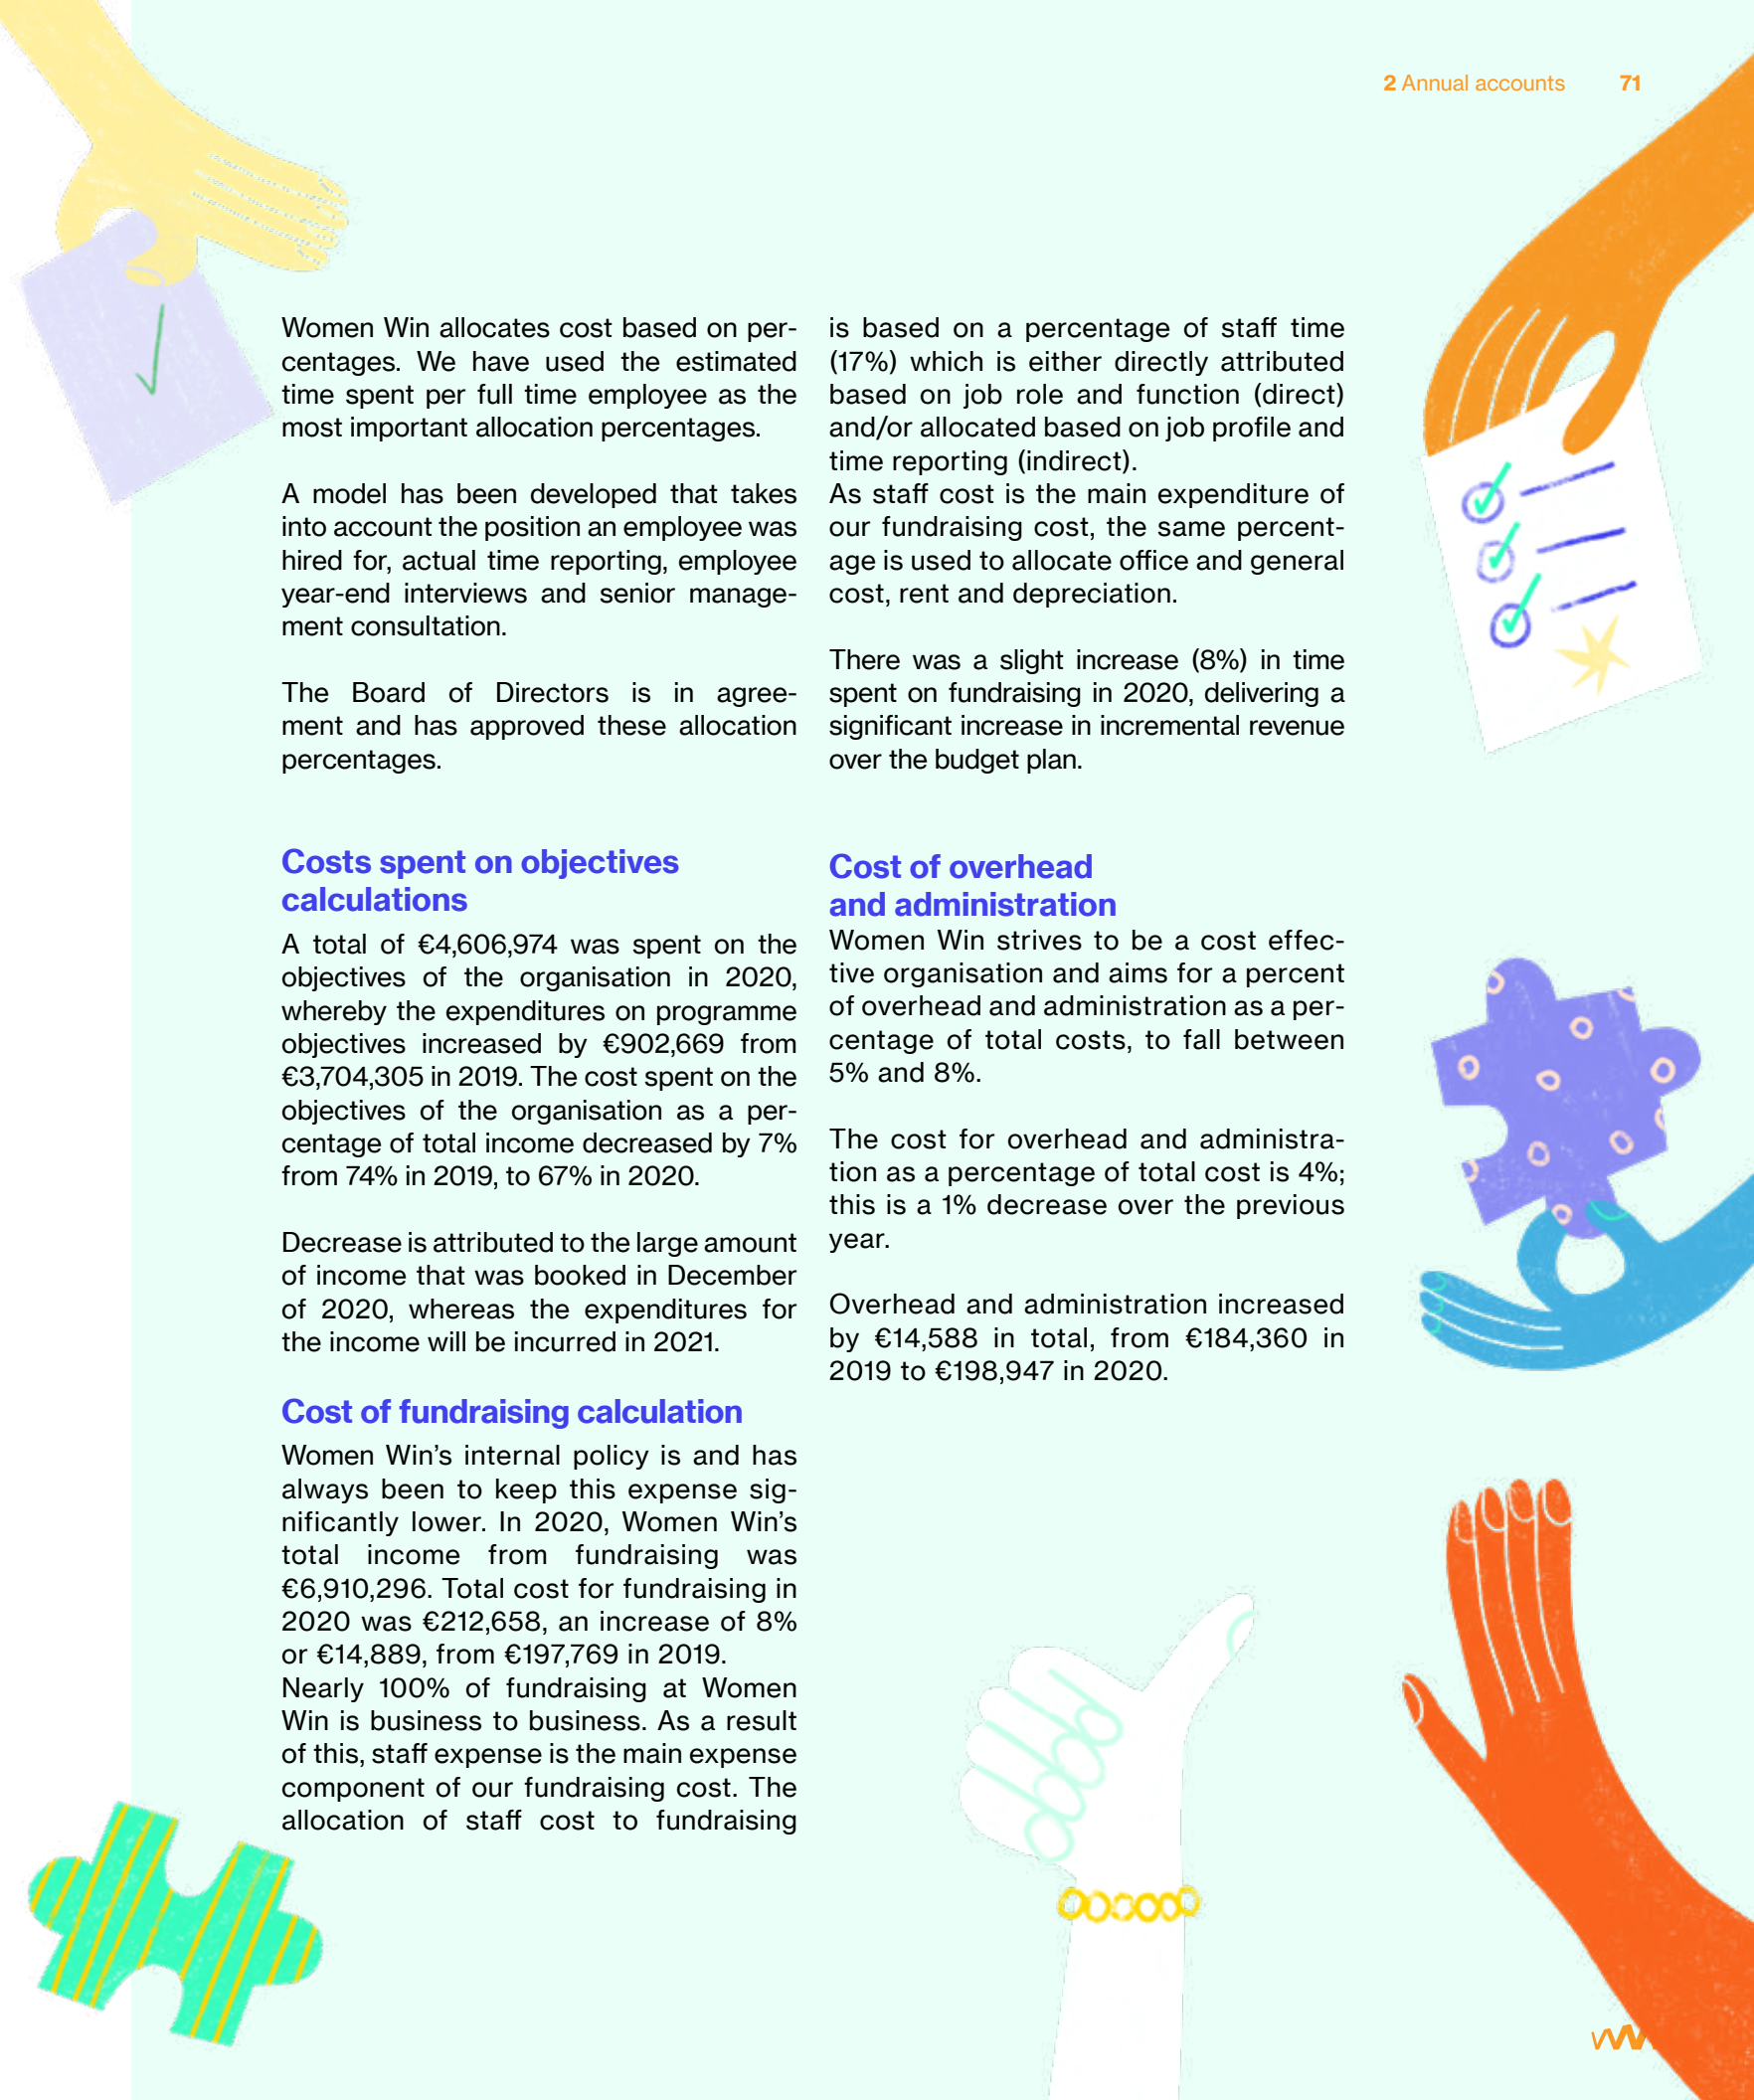 2 Annual accounts 71
Women Win allocates cost based on per-
centages. We have used the estimated
time spent per full time employee as the
most important allocation percentages.
A model has been developed that takes
into account the position an employee was
hired for, actual time reporting, employee
year-end interviews and senior manage-
ment consultation.
The Board of Directors is in agree-
ment and has approved these allocation
percentages.
Costs spent on objectives
calculations
A total of €4,606,974 was spent on the
objectives of the organisation in 2020,
whereby the expenditures on programme
objectives increased by €902,669 from
€3,704,305 in 2019. The cost spent on the
objectives of the organisation as a per-
centage of total income decreased by 7%
from 74% in 2019, to 67% in 2020.
Decrease is attributed to the large amount
of income that was booked in December
of 2020, whereas the expenditures for
the income will be incurred in 2021.
Cost of fundraising calculation
Women Win’s internal policy is and has
always been to keep this expense sig-
nificantly lower. In 2020, Women Win’s
total income from fundraising was
€6,910,296. Total cost for fundraising in
2020 was €212,658, an increase of 8%
or €14,889, from €197,769 in 2019.
Nearly 100% of fundraising at Women
Win is business to business. As a result
of this, staff expense is the main expense
component of our fundraising cost. The
allocation of staff cost to fundraising
is based on a percentage of staff time
(17%) which is either directly attributed
based on job role and function (direct)
and/or allocated based on job profile and
time reporting (indirect).
As staff cost is the main expenditure of
our fundraising cost, the same percent-
age is used to allocate office and general
cost, rent and depreciation.
There was a slight increase (8%) in time
spent on fundraising in 2020, delivering a
significant increase in incremental revenue
over the budget plan.
Cost of overhead
and administration
Women Win strives to be a cost effec-
tive organisation and aims for a percent
of overhead and administration as a per-
centage of total costs, to fall between
5% and 8%.
The cost for overhead and administra-
tion as a percentage of total cost is 4%;
this is a 1% decrease over the previous
year.
Overhead and administration increased
by €14,588 in total, from €184,360 in
2019 to €198,947 in 2020.